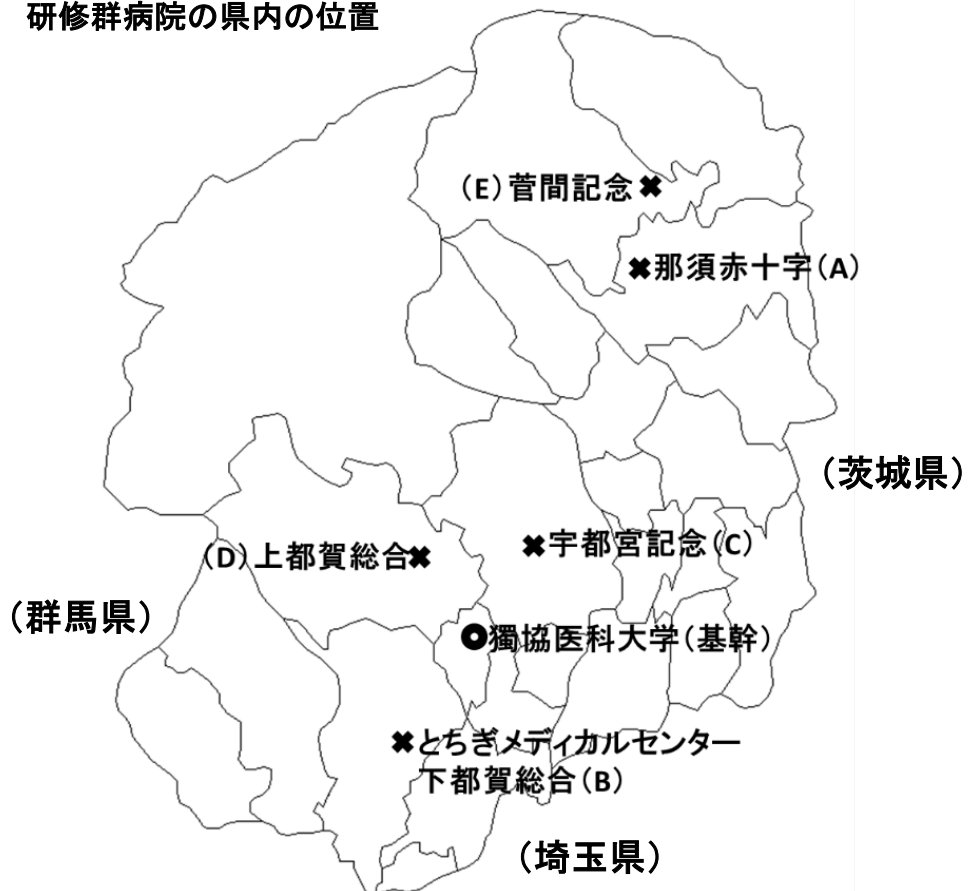 研修群病院の県内の位置
(E)菅間記念
那須赤十字(A)
(茨城県)
宇都宮記念(C)
(D)上都賀総合
(群馬県)
獨協医科大学(基幹)
とちぎメディカルセンター
下都賀総合(B)
(埼玉県)